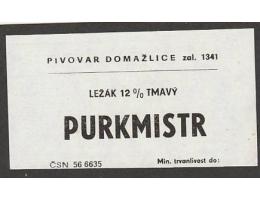 PIVOVAR DOMAŽLICE zal. 1341
LEŽÁK 12 % TMAVÝ
PURKMISTR
ČSN 56 6635 Min. trvanlivost do: